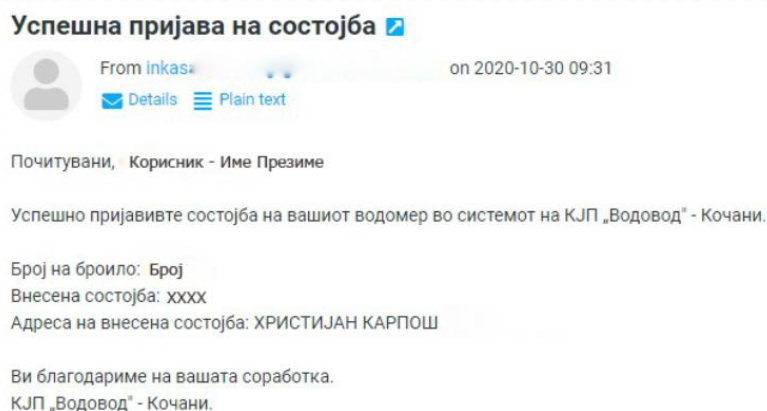 Успешна пријава на состојба
From inkasa on 2020-10-30 09:31
Details Plain text
Почитувани, Корисник - Име Презиме
Успешно пријавивте состојба на вашиот водомер во системот на КЈП „Водовод" - Кочани.
Број на броило: Број
Внесена состојба: XXXX
Адреса на внесена состојба: ХРИСТИЈАН КАРПОШ
Ви благодариме на вашата соработка.
КЈП „Водовод" - Кочани.